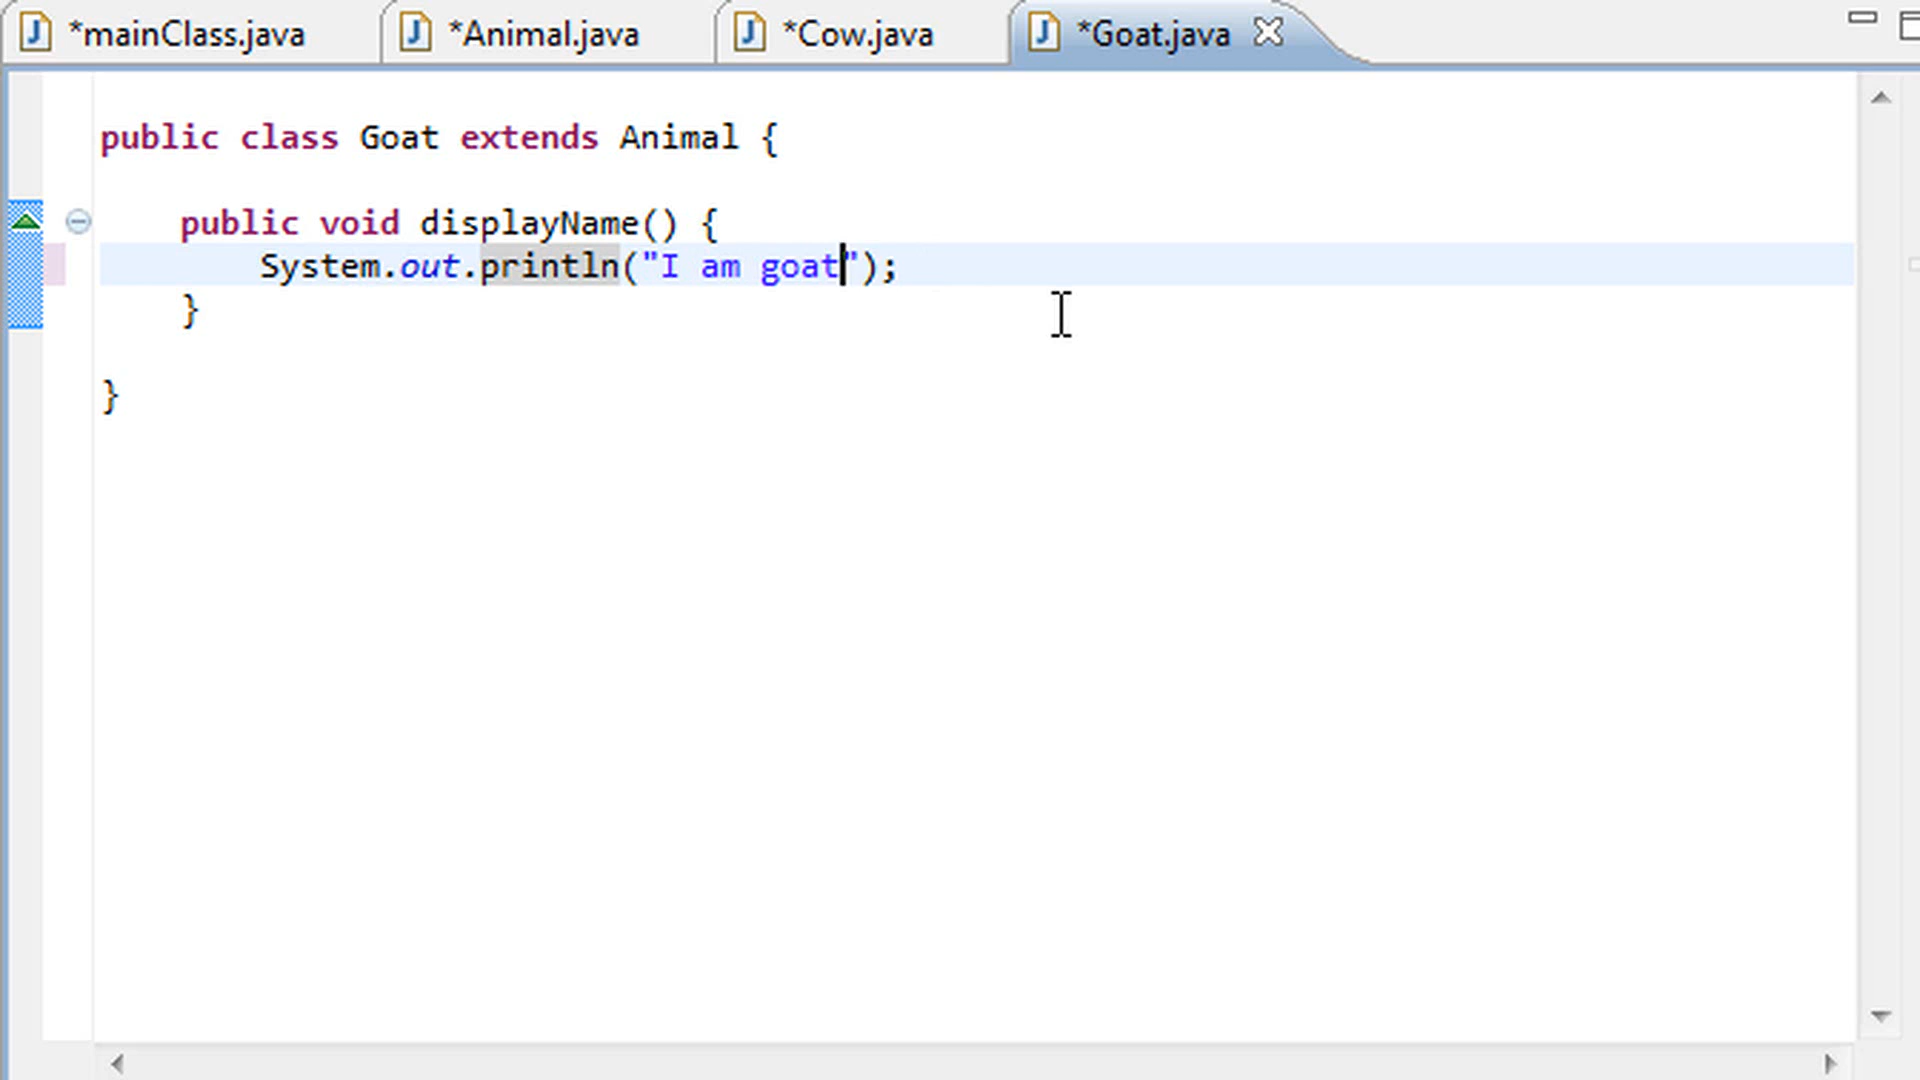 *mainClass.java *Animal.java *Cow.java *Goat.java
public class Goat extends Animal {
public void displayName() {
System.out.println("I am goat");
}
}